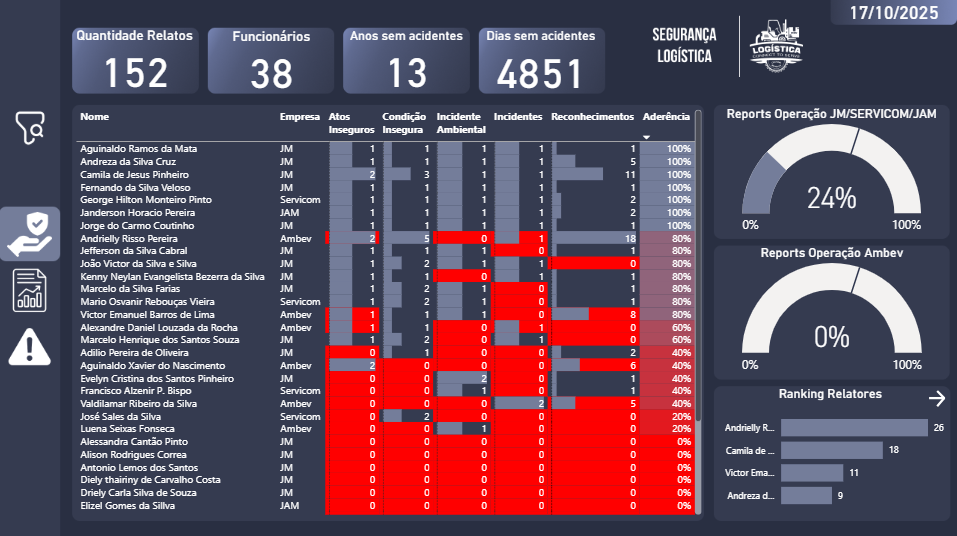 17/10/2025
Quantidade Relatos
152
Funcionários
38
Anos sem acidentes
13
Dias sem acidentes
4851
SEGURANÇA
LOGÍSTICA
LOGÍSTICA
Nome Empresa Atos Inseguros Condição Insegura Incidente Ambiental Incidentes Reconhecimentos Aderência
Aguinaldo Ramos da Mata JM 1 1 1 1 1 100%
Andreza da Silva Cruz JM 1 1 1 1 5 100%
Camila de Jesus Pinheiro JM 2 3 1 1 11 100%
Fernando da Silva Veloso JM 1 1 1 1 1 100%
George Hilton Monteiro Pinto Servicom 1 1 1 1 2 100%
Janderson Horacio Pereira JAM 1 1 1 1 2 100%
Jorge do Carmo Coutinho JM 1 1 1 1 1 100%
Andrielly Risso Pereira Ambev 2 5 0 1 18 80%
Jefferson da Silva Cabral JM 1 1 1 0 1 80%
João Victor da Silva e Silva JM 1 2 1 1 0 80%
Kenny Neylan Evangelista Bezerra da Silva JM 1 1 0 1 1 80%
Marcelo da Silva Farias JM 1 2 1 0 1 80%
Mario Osvanir Rebouças Vieira Servicom 1 2 1 0 1 80%
Victor Emanuel Barros de Lima Ambev 1 1 1 0 8 80%
Alexandre Daniel Louzada da Rocha Ambev 1 1 0 1 0 60%
Marcelo Henrique dos Santos Souza JM 1 2 0 1 0 60%
Adilio Pereira de Oliveira JM 0 1 0 0 2 40%
Aguinaldo Xavier do Nascimento Ambev 2 0 0 0 6 40%
Evelyn Cristina dos Santos Pinheiro JM 0 0 2 0 1 40%
Francisco Alzenir P. Bispo Servicom 0 0 1 0 1 40%
Valdilamar Ribeiro da Silva Ambev 0 0 0 2 5 40%
José Sales da Silva Servicom 0 2 0 0 0 20%
Luena Seixas Fonseca Ambev 0 0 1 0 0 20%
Alessandra Cantão Pinto JM 0 0 0 0 0 0%
Alison Rodrigues Correa JM 0 0 0 0 0 0%
Antonio Lemos dos Santos JM 0 0 0 0 0 0%
Diely thairiny de Carvalho Costa JM 0 0 0 0 0 0%
Driely Carla Silva de Souza JM 0 0 0 0 0 0%
Elizel Gomes da Sillva JAM 0 0 0 0 0 0%
Reports Operação JM/SERVICOM/JAM
24%
0% 100%
Reports Operação Ambev
0%
0% 100%
Ranking Relatores
Andrielly R... 26
Camila de ... 18
Victor Ema... 11
Andreza d... 9